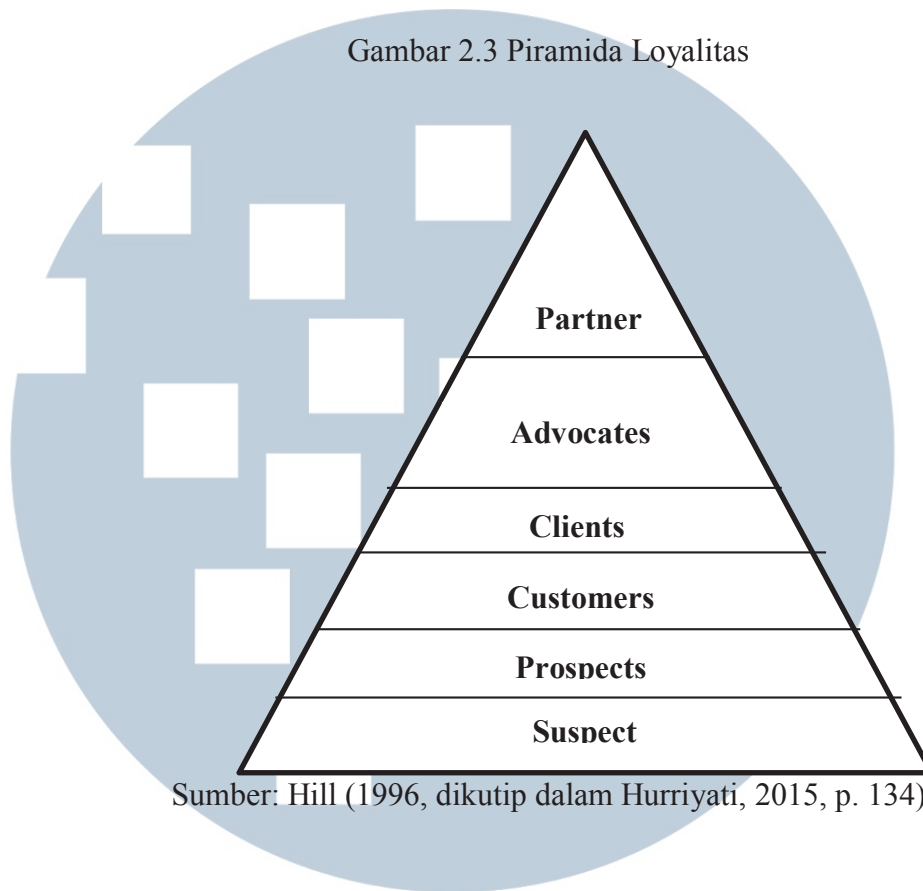 Gambar 2.3 Piramida Loyalitas
Partner
Advocates
Clients
Customers
Prospects
Suspect
Sumber: Hill (1996, dikutip dalam Hurriyati, 2015, p. 134)